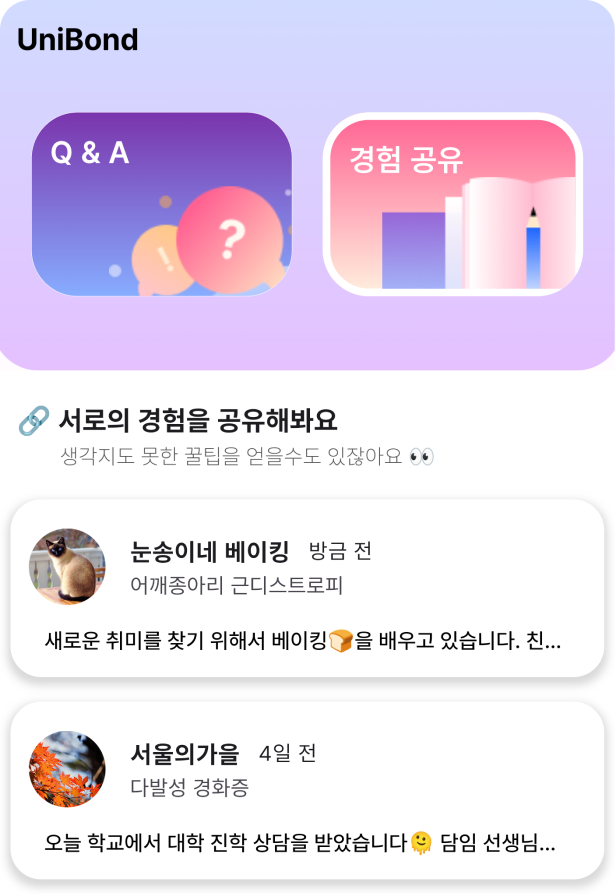 UniBond
Q & A
경험 공유
🔗 서로의 경험을 공유해봐요
생각지도 못한 꿀팁을 얻을수도 있잖아요 👀
눈송이네 베이킹 방금 전
어깨종아리 근디스트로피
새로운 취미를 찾기 위해서 베이킹🍞을 배우고 있습니다. 친...
서울의가을 4일 전
다발성 경화증
오늘 학교에서 대학 진학 상담을 받았습니다🫠 담임 선생님...